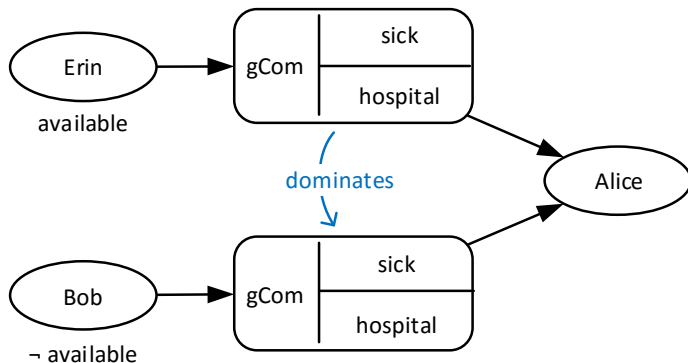 sick
Erin
gCom
hospital
available
dominates
Alice
sick
Bob
gCom
hospital
¬ available